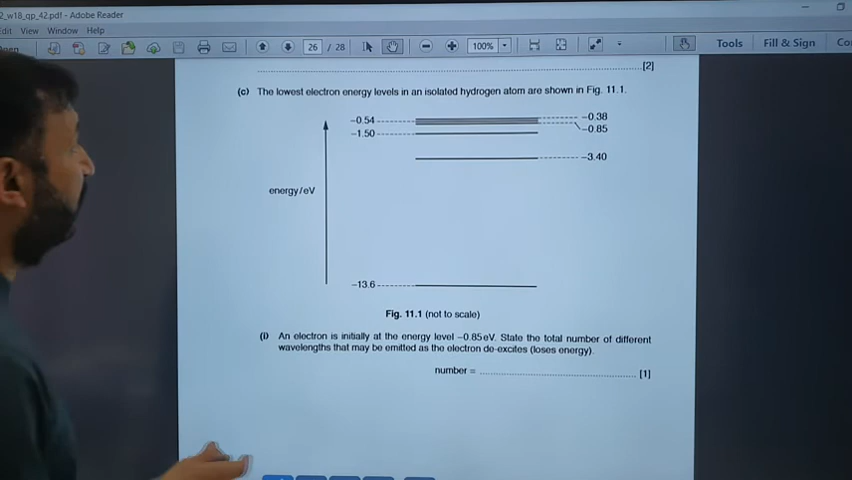 2_w18_qp_42.pdf - Adobe Reader
Edit View Window Help
Open 26 / 28 100% Tools Fill & Sign
[2]
(c) The lowest electron energy levels in an isolated hydrogen atom are shown in Fig. 11.1.
−0.54 −0.38
−1.50 −0.85
−3.40
energy/eV
−13.6
Fig. 11.1 (not to scale)
(i) An electron is initially at the energy level −0.85 eV. State the total number of different
wavelengths that may be emitted as the electron de-excites (loses energy).
number = [1]